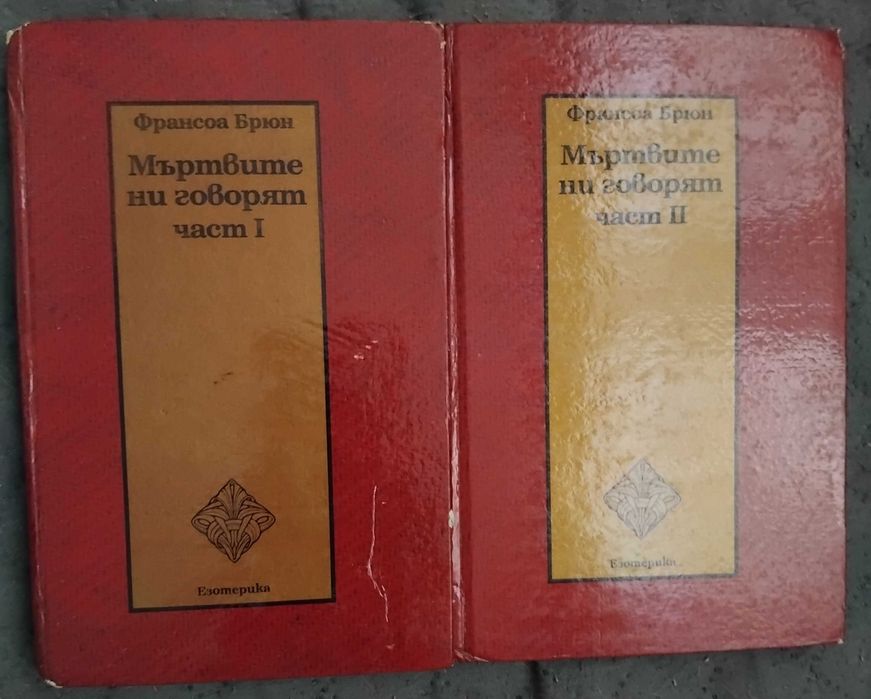 Франсоа Брюн
Мъртвите
ни говорят
част I
Езотерика
Франсоа Брюн
Мъртвите
ни говорят
част II
Езотерика